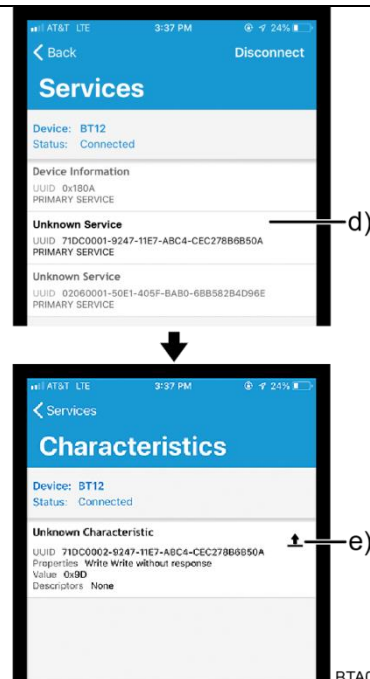 AT&T LTE 3:37 PM 24%
Back Disconnect
Services
Device: BT12
Status: Connected
Device Information
UUID 0x180A
PRIMARY SERVICE
Unknown Service d)
UUID 71DC0001-9247-11E7-ABC4-CEC278B6B50A
PRIMARY SERVICE
Unknown Service
UUID 02060001-50E1-405F-BAB0-6BB582B4D96E
PRIMARY SERVICE
AT&T LTE 3:37 PM 24%
Services
Characteristics
Device: BT12
Status: Connected
Unknown Characteristic e)
UUID 71DC0002-9247-11E7-ABC4-CEC278B6B50A
Properties Write Write without response
Value 0x9D
Descriptors None
BTA0